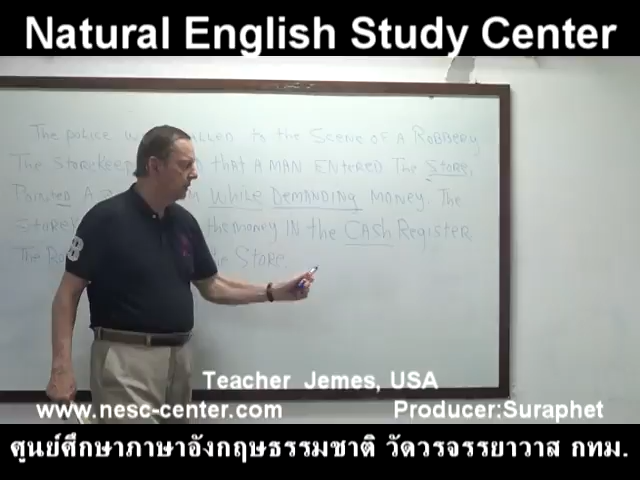 Natural English Study Center
The police w alled to the Scene of a Robbery
The Storekeep d that a man entered the Store,
Pointed a m while Demanding money. The
Store the money in the Cash Register
The Ro the Store.
Teacher Jemes, USA
www.nesc-center.com Producer:Suraphet
ศูนย์ศึกษาภาษาอังกฤษธรรมชาติ วัดวรจรรยาวาส กทม.